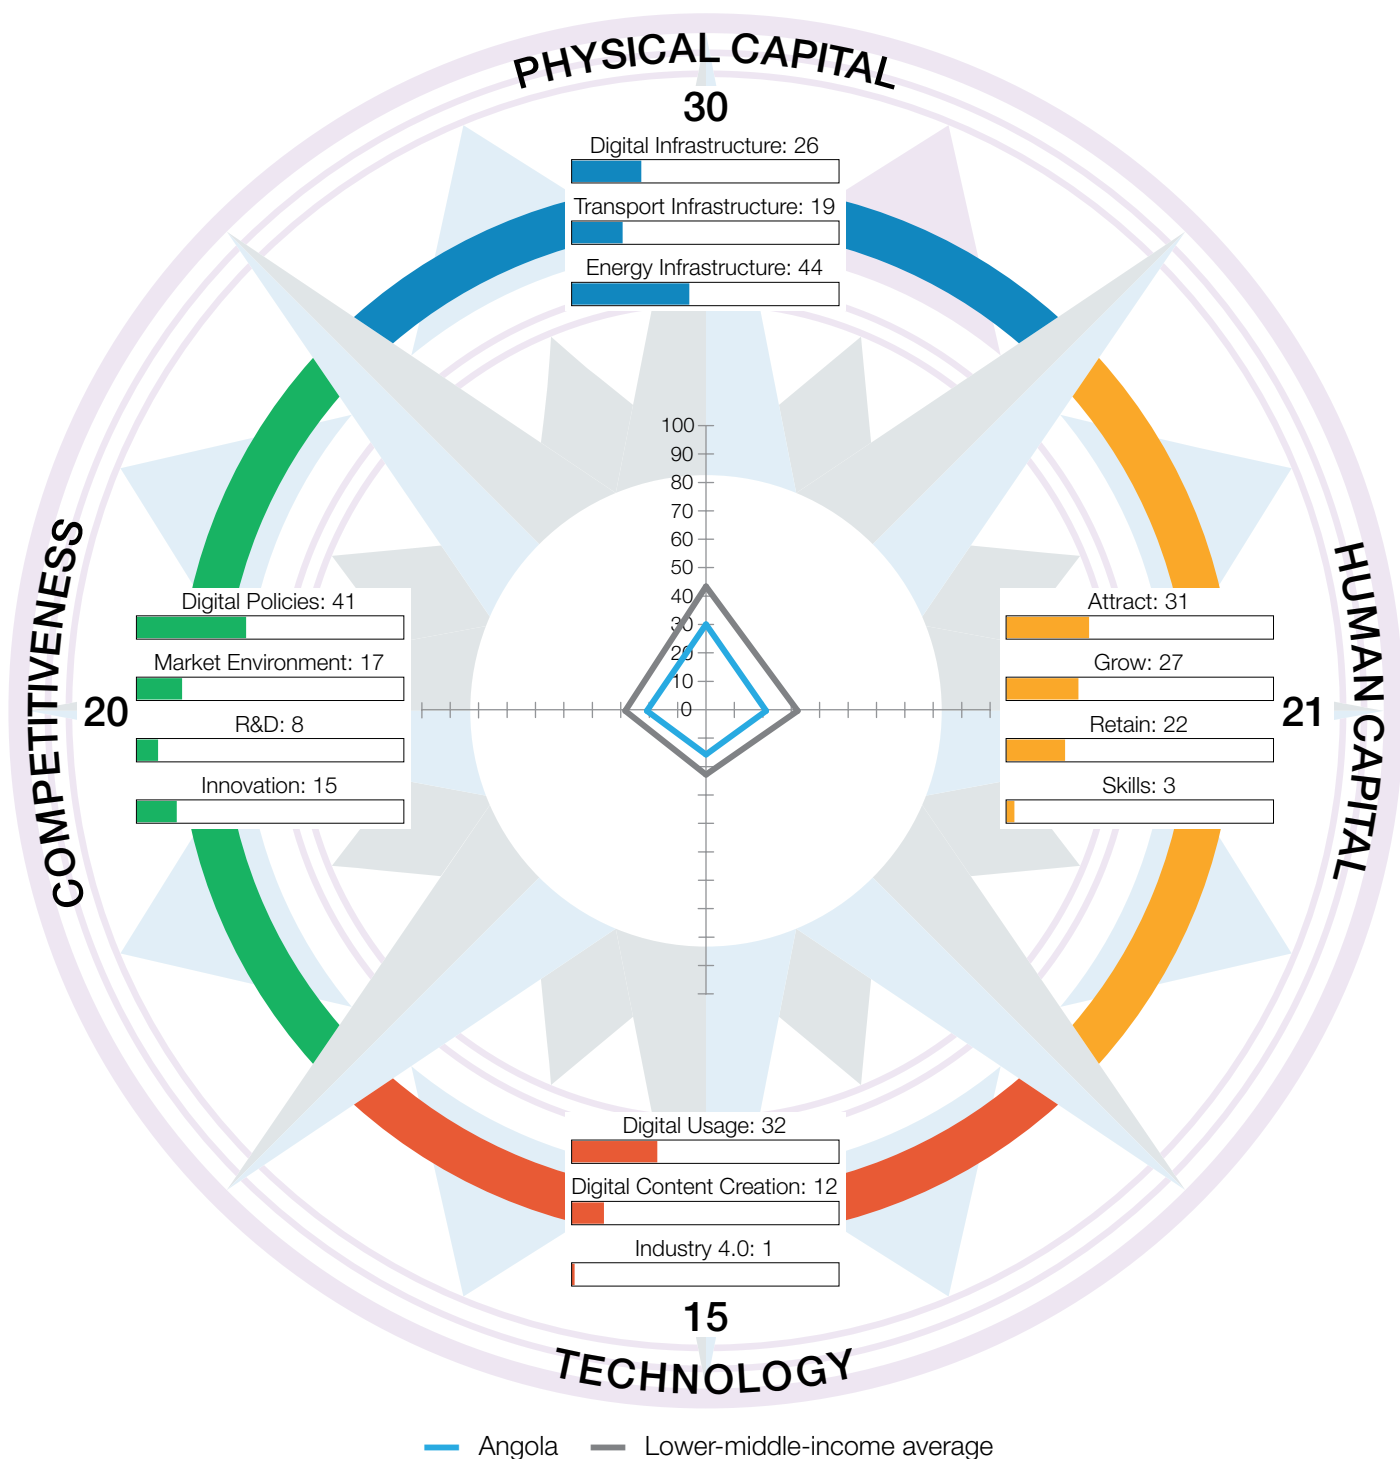 PHYSICAL CAPITAL
30
Digital Infrastructure: 26
Transport Infrastructure: 19
Energy Infrastructure: 44
100
90
80
70
60
50
40
30
20
10
0
COMPETITIVENESS
20
Digital Policies: 41
Market Environment: 17
R&D: 8
Innovation: 15
HUMAN CAPITAL
21
Attract: 31
Grow: 27
Retain: 22
Skills: 3
Digital Usage: 32
Digital Content Creation: 12
Industry 4.0: 1
15
TECHNOLOGY
Angola
Lower-middle-income average